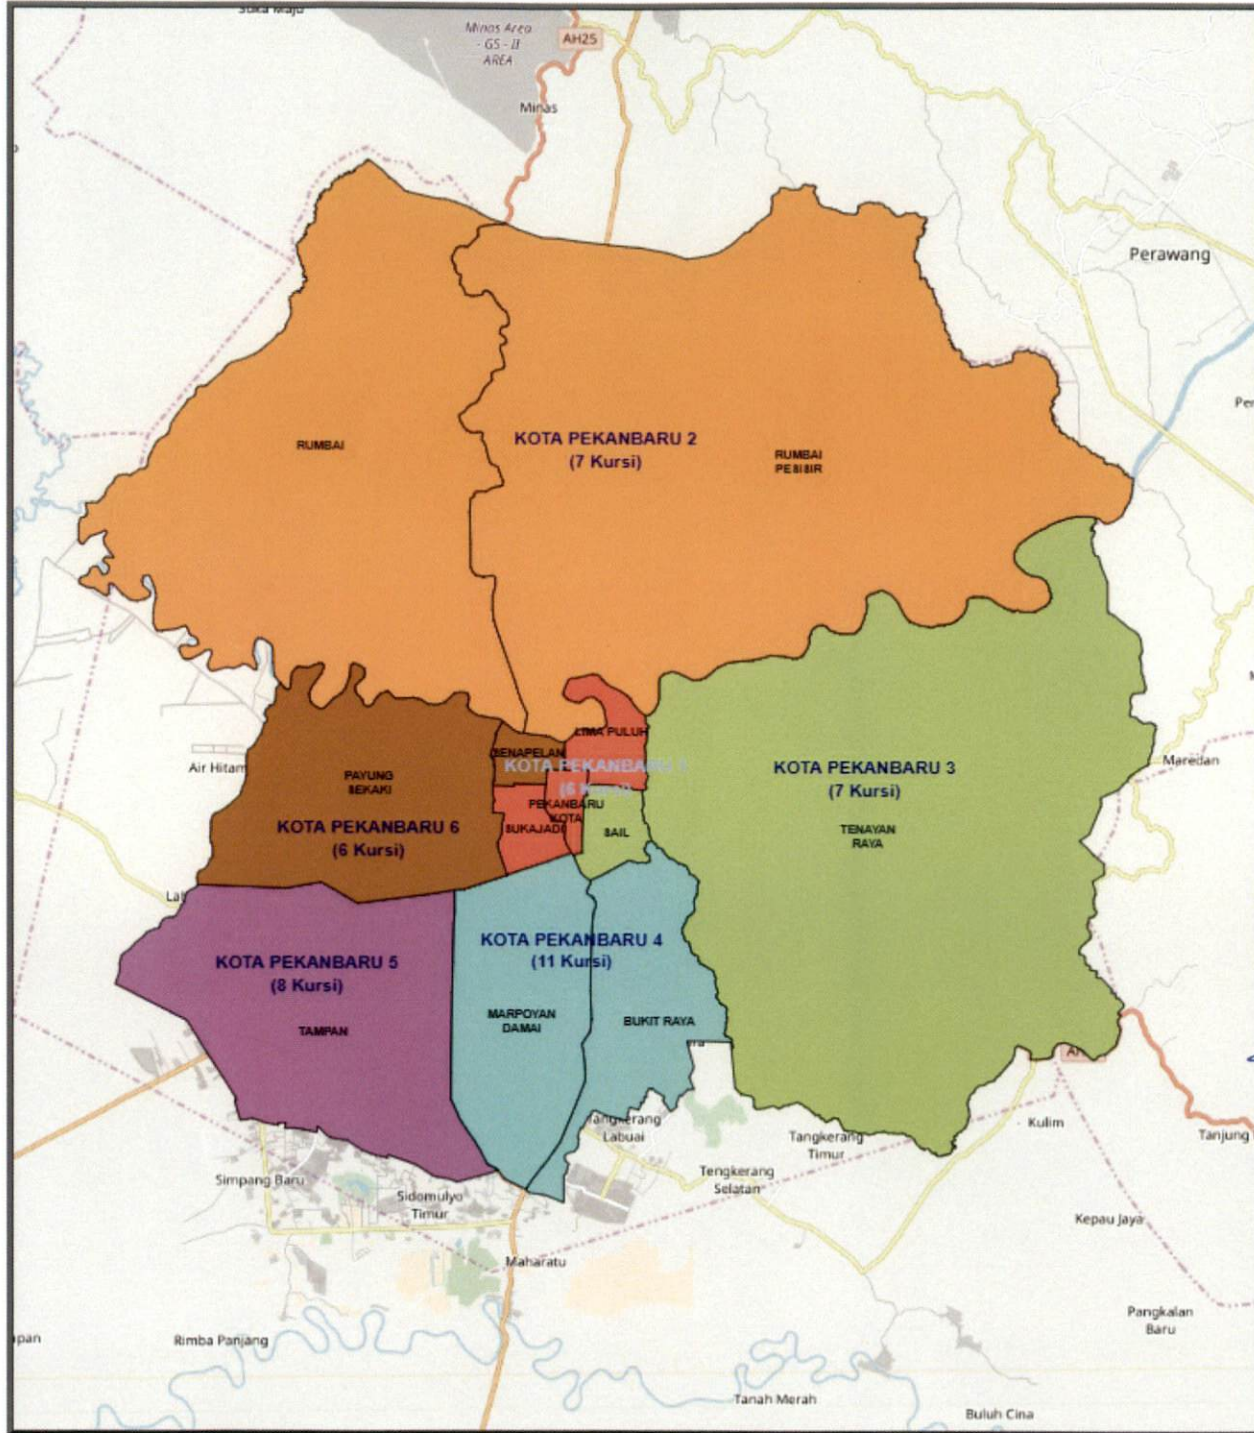 Suka Maju
Minas Area
- GS - II
AREA
AH25
Minas
Perawang
RUMBAI
KOTA PEKANBARU 2
(7 Kursi)
RUMBAI
PESISIR
LIMA PULUH
SENAPELAN
KOTA PEKANBARU
(6 Kursi)
PEKANBARU
KOTA
SUKAJADI
SAIL
Air Hitam
PAYUNG
SEKAKI
KOTA PEKANBARU 6
(6 Kursi)
KOTA PEKANBARU 3
(7 Kursi)
TENAYAN
RAYA
Maredan
KOTA PEKANBARU 5
(8 Kursi)
TAMPAN
KOTA PEKANBARU 4
(11 Kursi)
MARPOYAN
DAMAI
BUKIT RAYA
Tangkerang
Labuai
Tangkerang
Timur
Kulim
Tanjung
Simpang Baru
Sidomulyo
Timur
Tengkerang
Selatan
Kepau Jaya
Maharatu
Pangkalan
Baru
Rimba Panjang
Tanah Merah
Buluh Cina